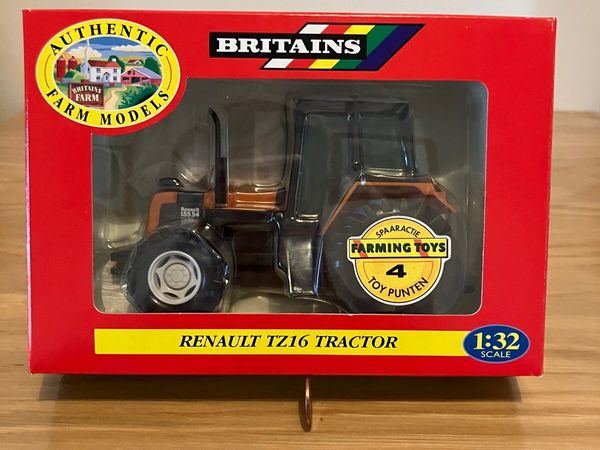 AUTHENTIC
BRITAINS FARM
FARM MODELS
BRITAINS
Renault
155.54
SPAARACTIE
FARMING TOYS
4
TOY PUNTEN
RENAULT TZ16 TRACTOR
1:32
SCALE